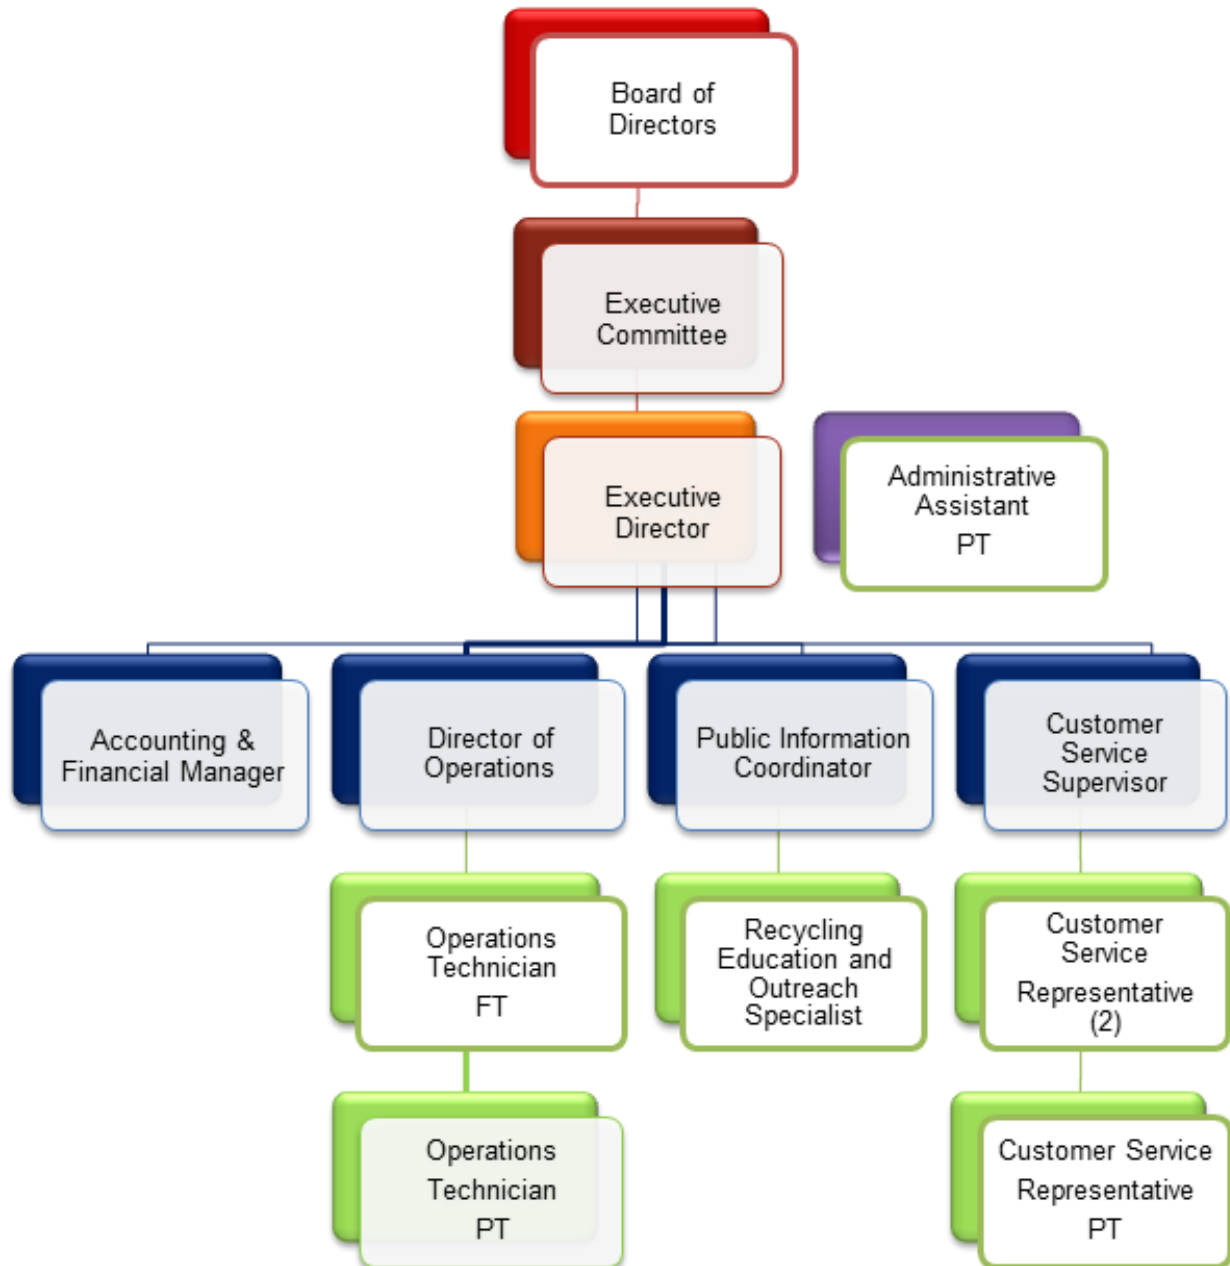 Board of
Directors
Executive
Committee
Executive
Director
Administrative
Assistant
PT
Accounting &
Financial Manager
Director of
Operations
Public Information
Coordinator
Customer
Service
Supervisor
Operations
Technician
FT
Recycling
Education and
Outreach
Specialist
Customer
Service
Representative
(2)
Operations
Technician
PT
Customer Service
Representative
PT